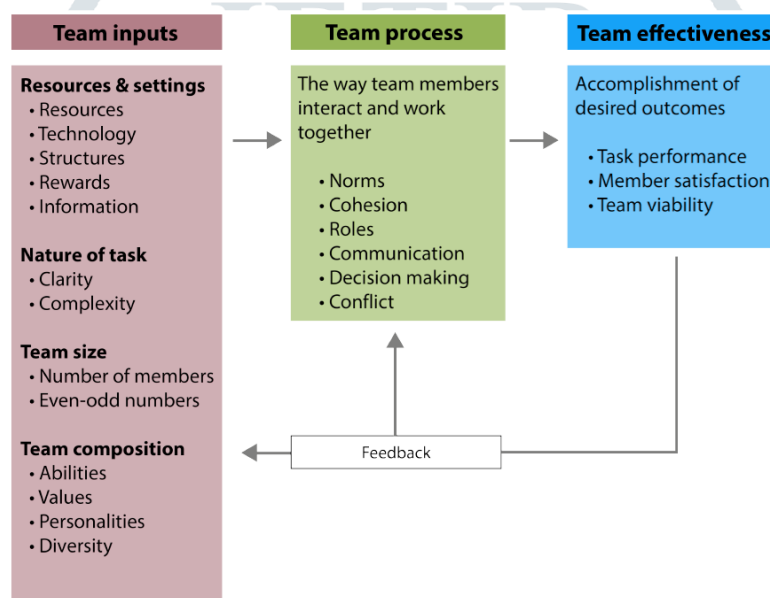 Team inputs
Resources & settings
• Resources
• Technology
• Structures
• Rewards
• Information
Nature of task
• Clarity
• Complexity
Team size
• Number of members
• Even-odd numbers
Team composition
• Abilities
• Values
• Personalities
• Diversity
Team process
The way team members
interact and work
together
• Norms
• Cohesion
• Roles
• Communication
• Decision making
• Conflict
Team effectiveness
Accomplishment of
desired outcomes
• Task performance
• Member satisfaction
• Team viability
Feedback